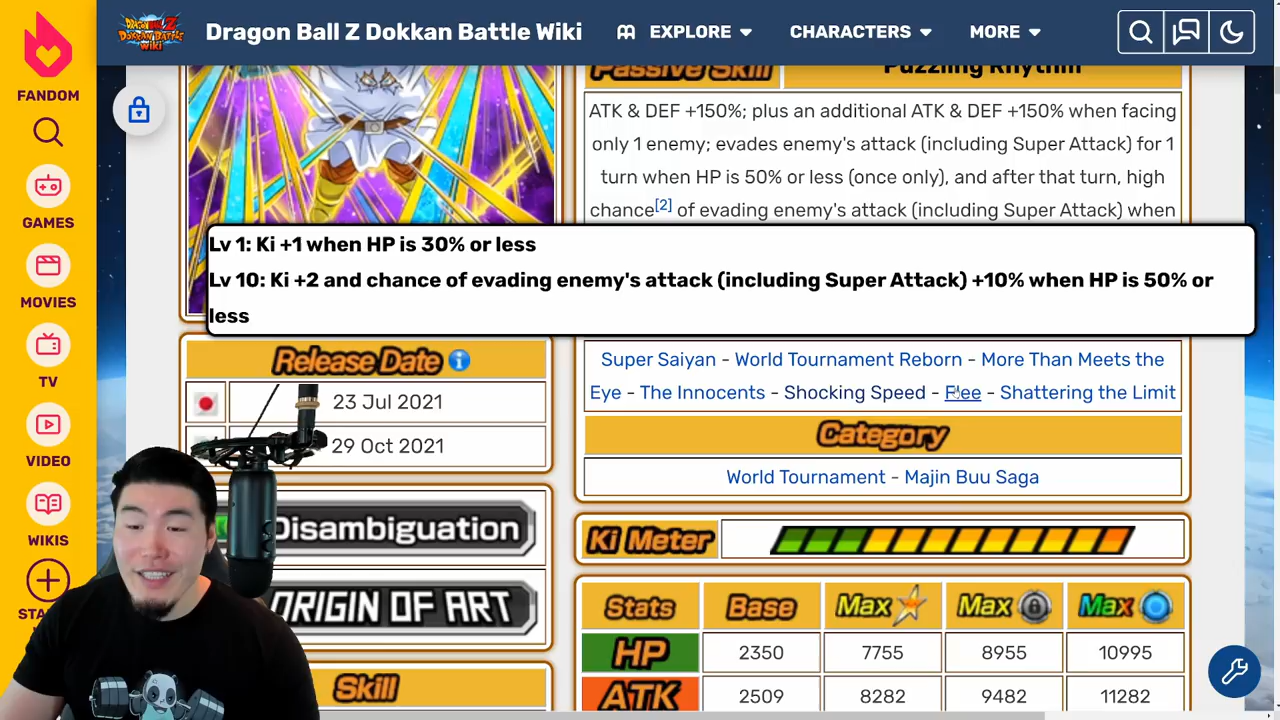 FANDOM
GAMES
MOVIES
TV
VIDEO
WIKIS
DRAGON BALL Z
DOKKAN BATTLE
WIKI
Dragon Ball Z Dokkan Battle Wiki
EXPLORE
CHARACTERS
MORE
Passive Skill
Puzzling Rhythm
ATK & DEF +150%; plus an additional ATK & DEF +150% when facing
only 1 enemy; evades enemy's attack (including Super Attack) for 1
turn when HP is 50% or less (once only), and after that turn, high
chance[2] of evading enemy's attack (including Super Attack) when
Lv 1: Ki +1 when HP is 30% or less
Lv 10: Ki +2 and chance of evading enemy's attack (including Super Attack) +10% when HP is 50% or
less
Super Saiyan - World Tournament Reborn - More Than Meets the
Eye - The Innocents - Shocking Speed - Flee - Shattering the Limit
Category
World Tournament - Majin Buu Saga
Ki Meter
Stats Base Max Max Max
HP 2350 7755 8955 10995
ATK 2509 8282 9482 11282
Release Date
23 Jul 2021
29 Oct 2021
Disambiguation
ORIGIN OF ART
Skill